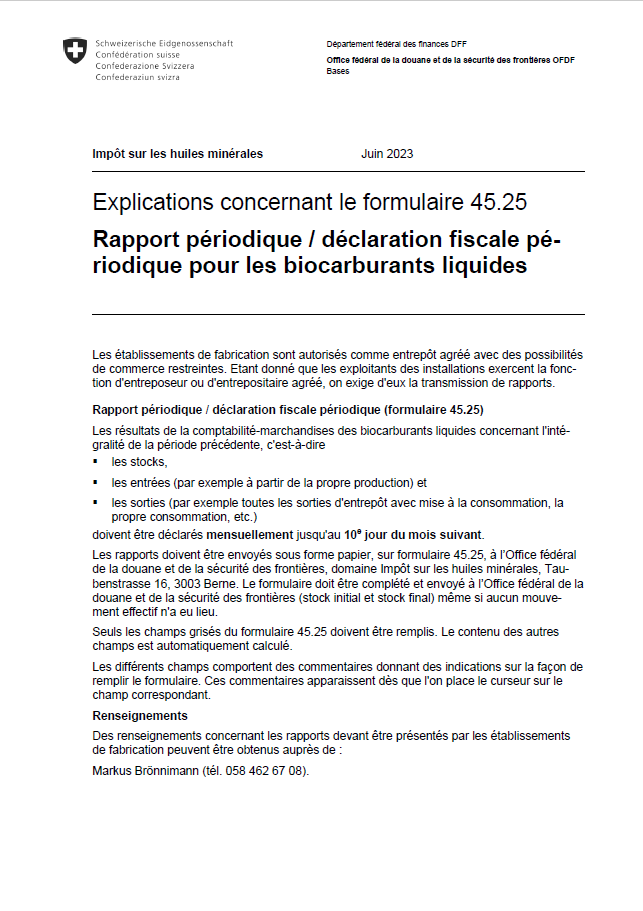 Schweizerische Eidgenossenschaft
Confédération suisse
Confederazione Svizzera
Confederaziun svizra
Département fédéral des finances DFF
Office fédéral de la douane et de la sécurité des frontières OFDF
Bases
Impôt sur les huiles minérales Juin 2023
Explications concernant le formulaire 45.25
Rapport périodique / déclaration fiscale pé-
riodique pour les biocarburants liquides
Les établissements de fabrication sont autorisés comme entrepôt agréé avec des possibilités
de commerce restreintes. Etant donné que les exploitants des installations exercent la fonc-
tion d'entreposeur ou d'entrepositaire agréé, on exige d'eux la transmission de rapports.
Rapport périodique / déclaration fiscale périodique (formulaire 45.25)
Les résultats de la comptabilité-marchandises des biocarburants liquides concernant l'inté-
gralité de la période précédente, c'est-à-dire
▪ les stocks,
▪ les entrées (par exemple à partir de la propre production) et
▪ les sorties (par exemple toutes les sorties d'entrepôt avec mise à la consommation, la
propre consommation, etc.)
doivent être déclarés mensuellement jusqu'au 10e jour du mois suivant.
Les rapports doivent être envoyés sous forme papier, sur formulaire 45.25, à l'Office fédéral
de la douane et de la sécurité des frontières, domaine Impôt sur les huiles minérales, Tau-
benstrasse 16, 3003 Berne. Le formulaire doit être complété et envoyé à l'Office fédéral de la
douane et de la sécurité des frontières (stock initial et stock final) même si aucun mouve-
ment effectif n'a eu lieu.
Seuls les champs grisés du formulaire 45.25 doivent être remplis. Le contenu des autres
champs est automatiquement calculé.
Les différents champs comportent des commentaires donnant des indications sur la façon de
remplir le formulaire. Ces commentaires apparaissent dès que l'on place le curseur sur le
champ correspondant.
Renseignements
Des renseignements concernant les rapports devant être présentés par les établissements
de fabrication peuvent être obtenus auprès de :
Markus Brönnimann (tél. 058 462 67 08).